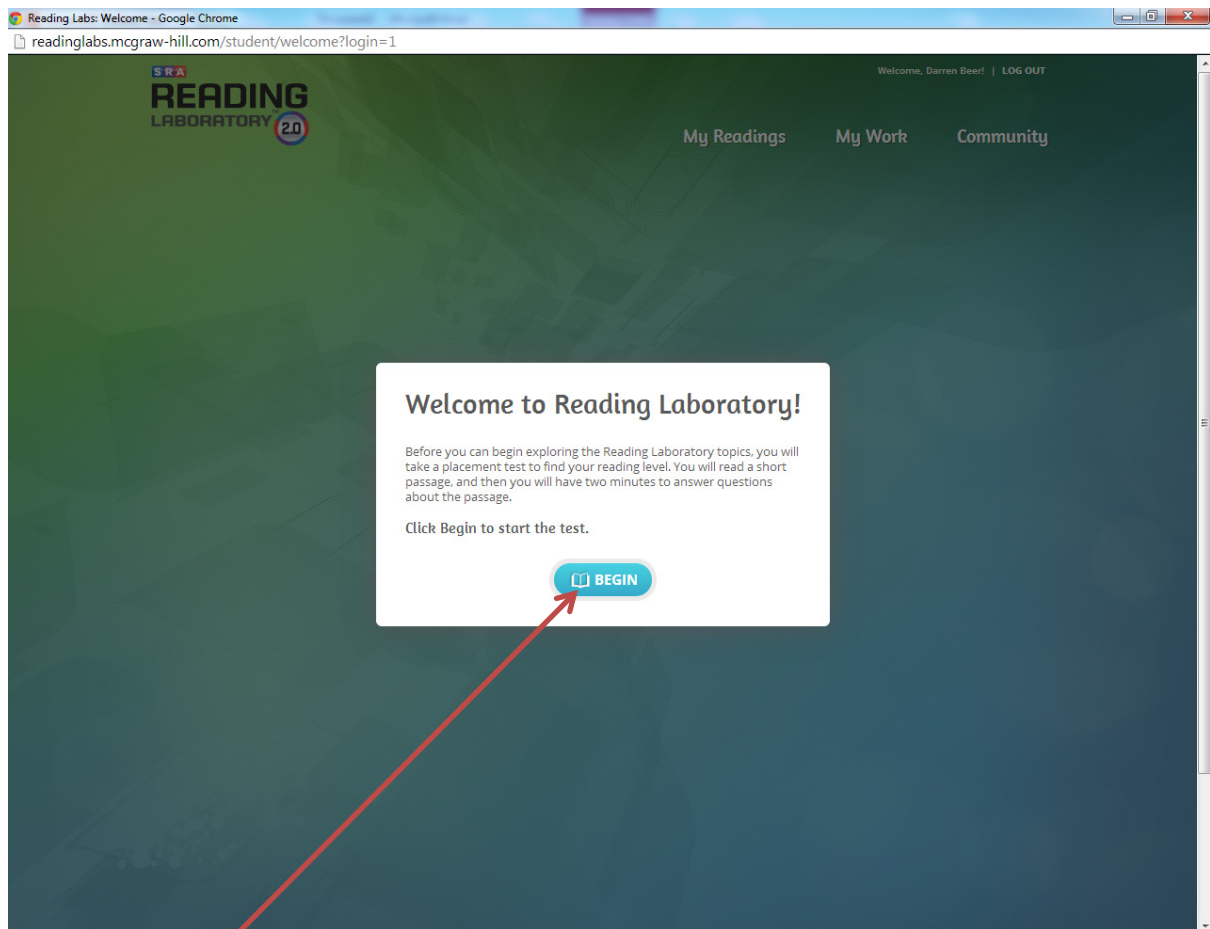 Reading Labs: Welcome - Google Chrome
readinglabs.mcgraw-hill.com/student/welcome?login=1
SRA
READING
LABORATORY™ 2.0
Welcome, Darren Beer! | LOG OUT
My Readings My Work Community
Welcome to Reading Laboratory!
Before you can begin exploring the Reading Laboratory topics, you will
take a placement test to find your reading level. You will read a short
passage, and then you will have two minutes to answer questions
about the passage.
Click Begin to start the test.
BEGIN